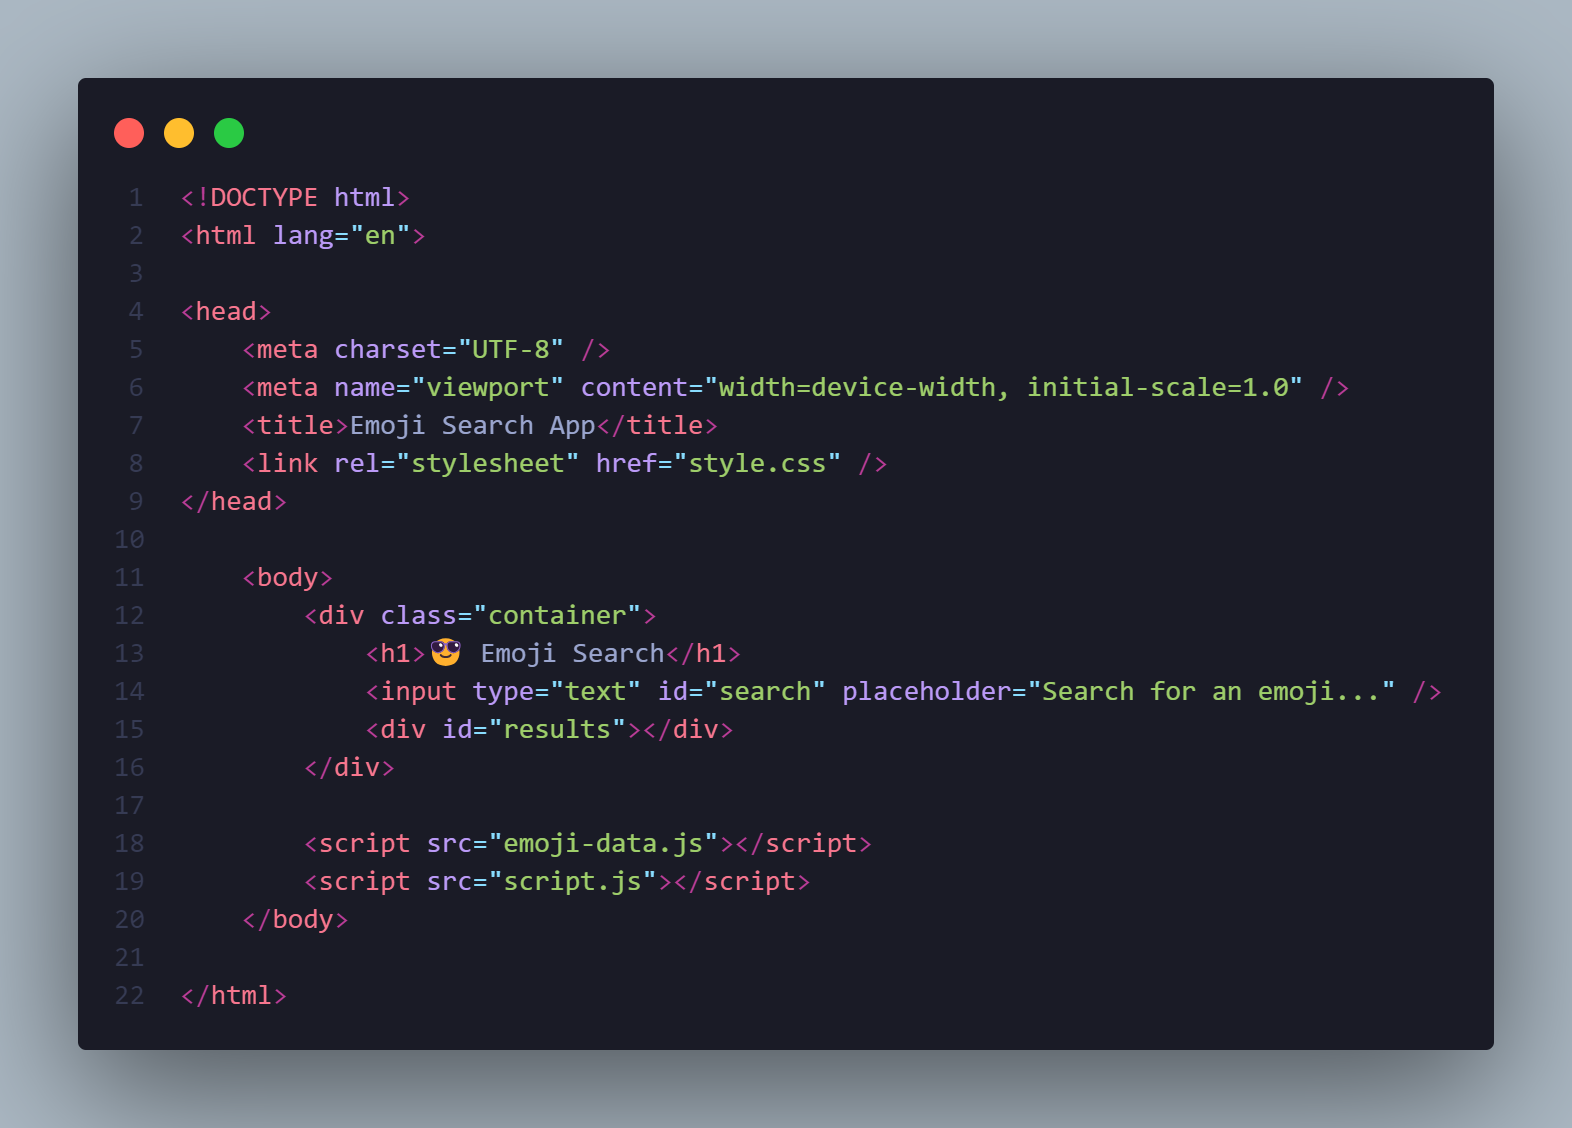 1 <!DOCTYPE html>
2 <html lang="en">
3
4 <head>
5     <meta charset="UTF-8" />
6     <meta name="viewport" content="width=device-width, initial-scale=1.0" />
7     <title>Emoji Search App</title>
8     <link rel="stylesheet" href="style.css" />
9 </head>
10
11     <body>
12         <div class="container">
13             <h1>😎 Emoji Search</h1>
14             <input type="text" id="search" placeholder="Search for an emoji..." />
15             <div id="results"></div>
16         </div>
17
18         <script src="emoji-data.js"></script>
19         <script src="script.js"></script>
20     </body>
21
22 </html>